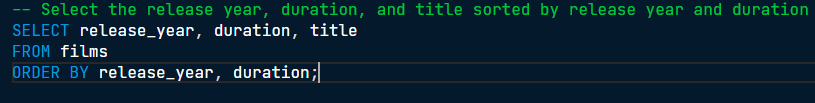 -- Select the release year, duration, and title sorted by release year and duration
SELECT release_year, duration, title
FROM films
ORDER BY release_year, duration;